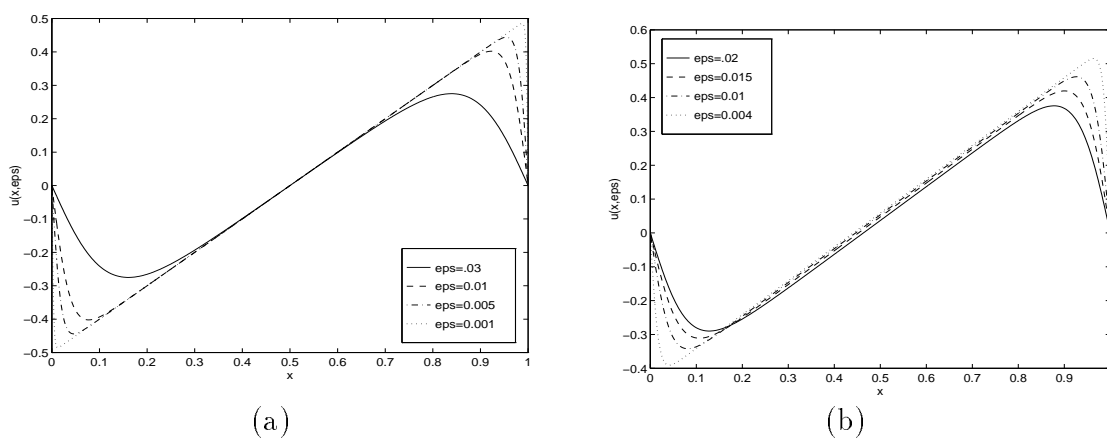 0.5
0.4
0.3
0.2
0.1
0
−0.1
−0.2
−0.3
−0.4
−0.5
u(x,eps)
0 0.1 0.2 0.3 0.4 0.5 0.6 0.7 0.8 0.9 1
x
eps=.03
eps=0.01
eps=0.005
eps=0.001
(a)
0.6
0.5
0.4
0.3
0.2
0.1
0
−0.1
−0.2
−0.3
−0.4
u(x,eps)
0 0.1 0.2 0.3 0.4 0.5 0.6 0.7 0.8 0.9
x
eps=.02
eps=0.015
eps=0.01
eps=0.004
(b)